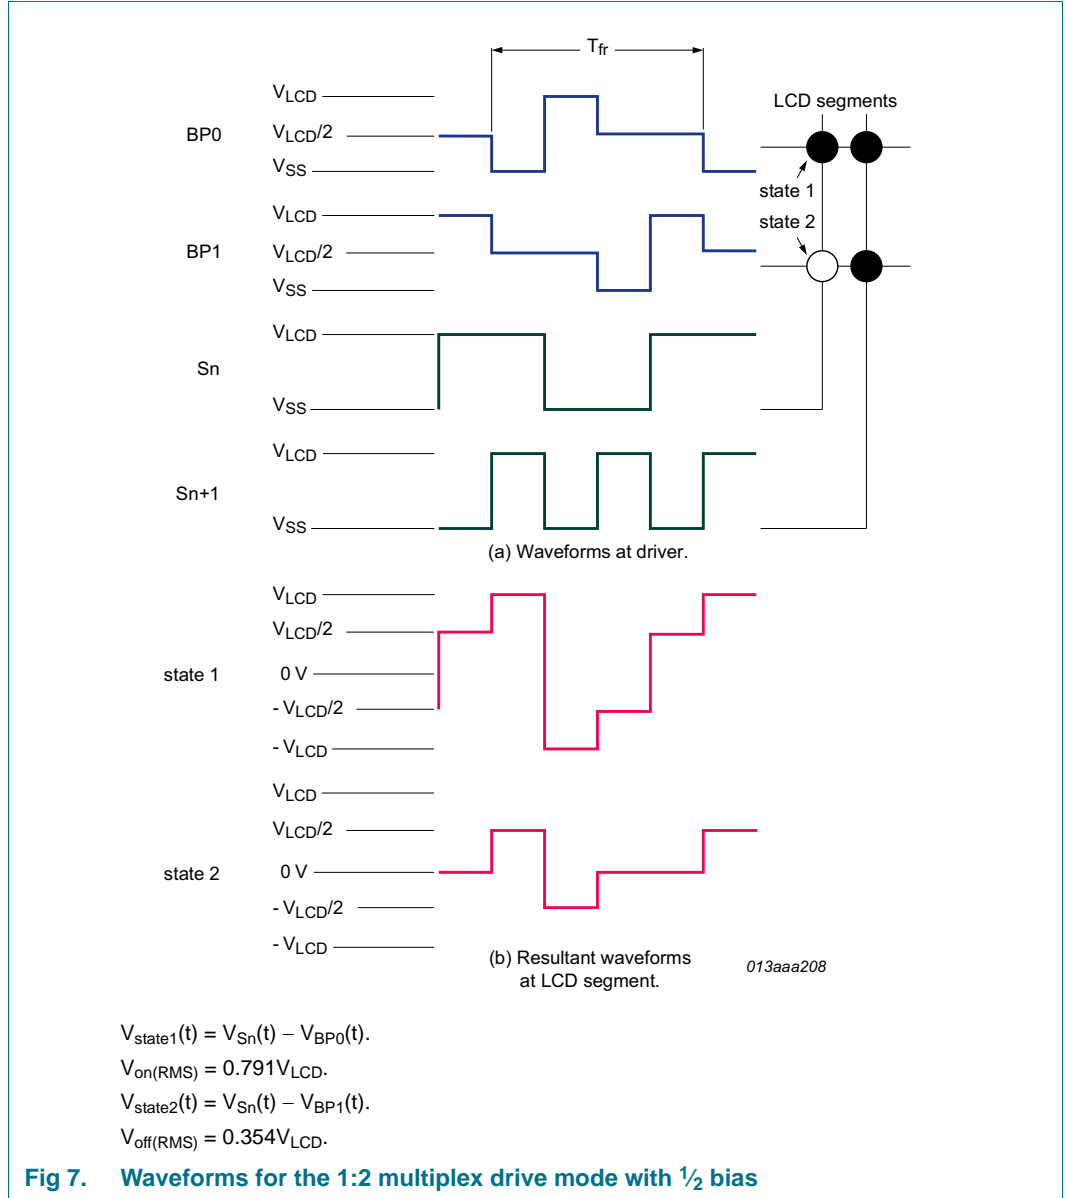 Tfr
VLCD
BP0
VLCD/2
VSS
LCD segments
state 1
VLCD
BP1
VLCD/2
VSS
state 2
VLCD
Sn
VSS
VLCD
Sn+1
VSS
(a) Waveforms at driver.
VLCD
VLCD/2
state 1
0 V
- VLCD/2
- VLCD
VLCD
VLCD/2
state 2
0 V
- VLCD/2
- VLCD
(b) Resultant waveforms
at LCD segment.
013aaa208
Vstate1(t) = VSn(t) − VBP0(t).
Von(RMS) = 0.791VLCD.
Vstate2(t) = VSn(t) − VBP1(t).
Voff(RMS) = 0.354VLCD.
Fig 7. Waveforms for the 1:2 multiplex drive mode with ½ bias